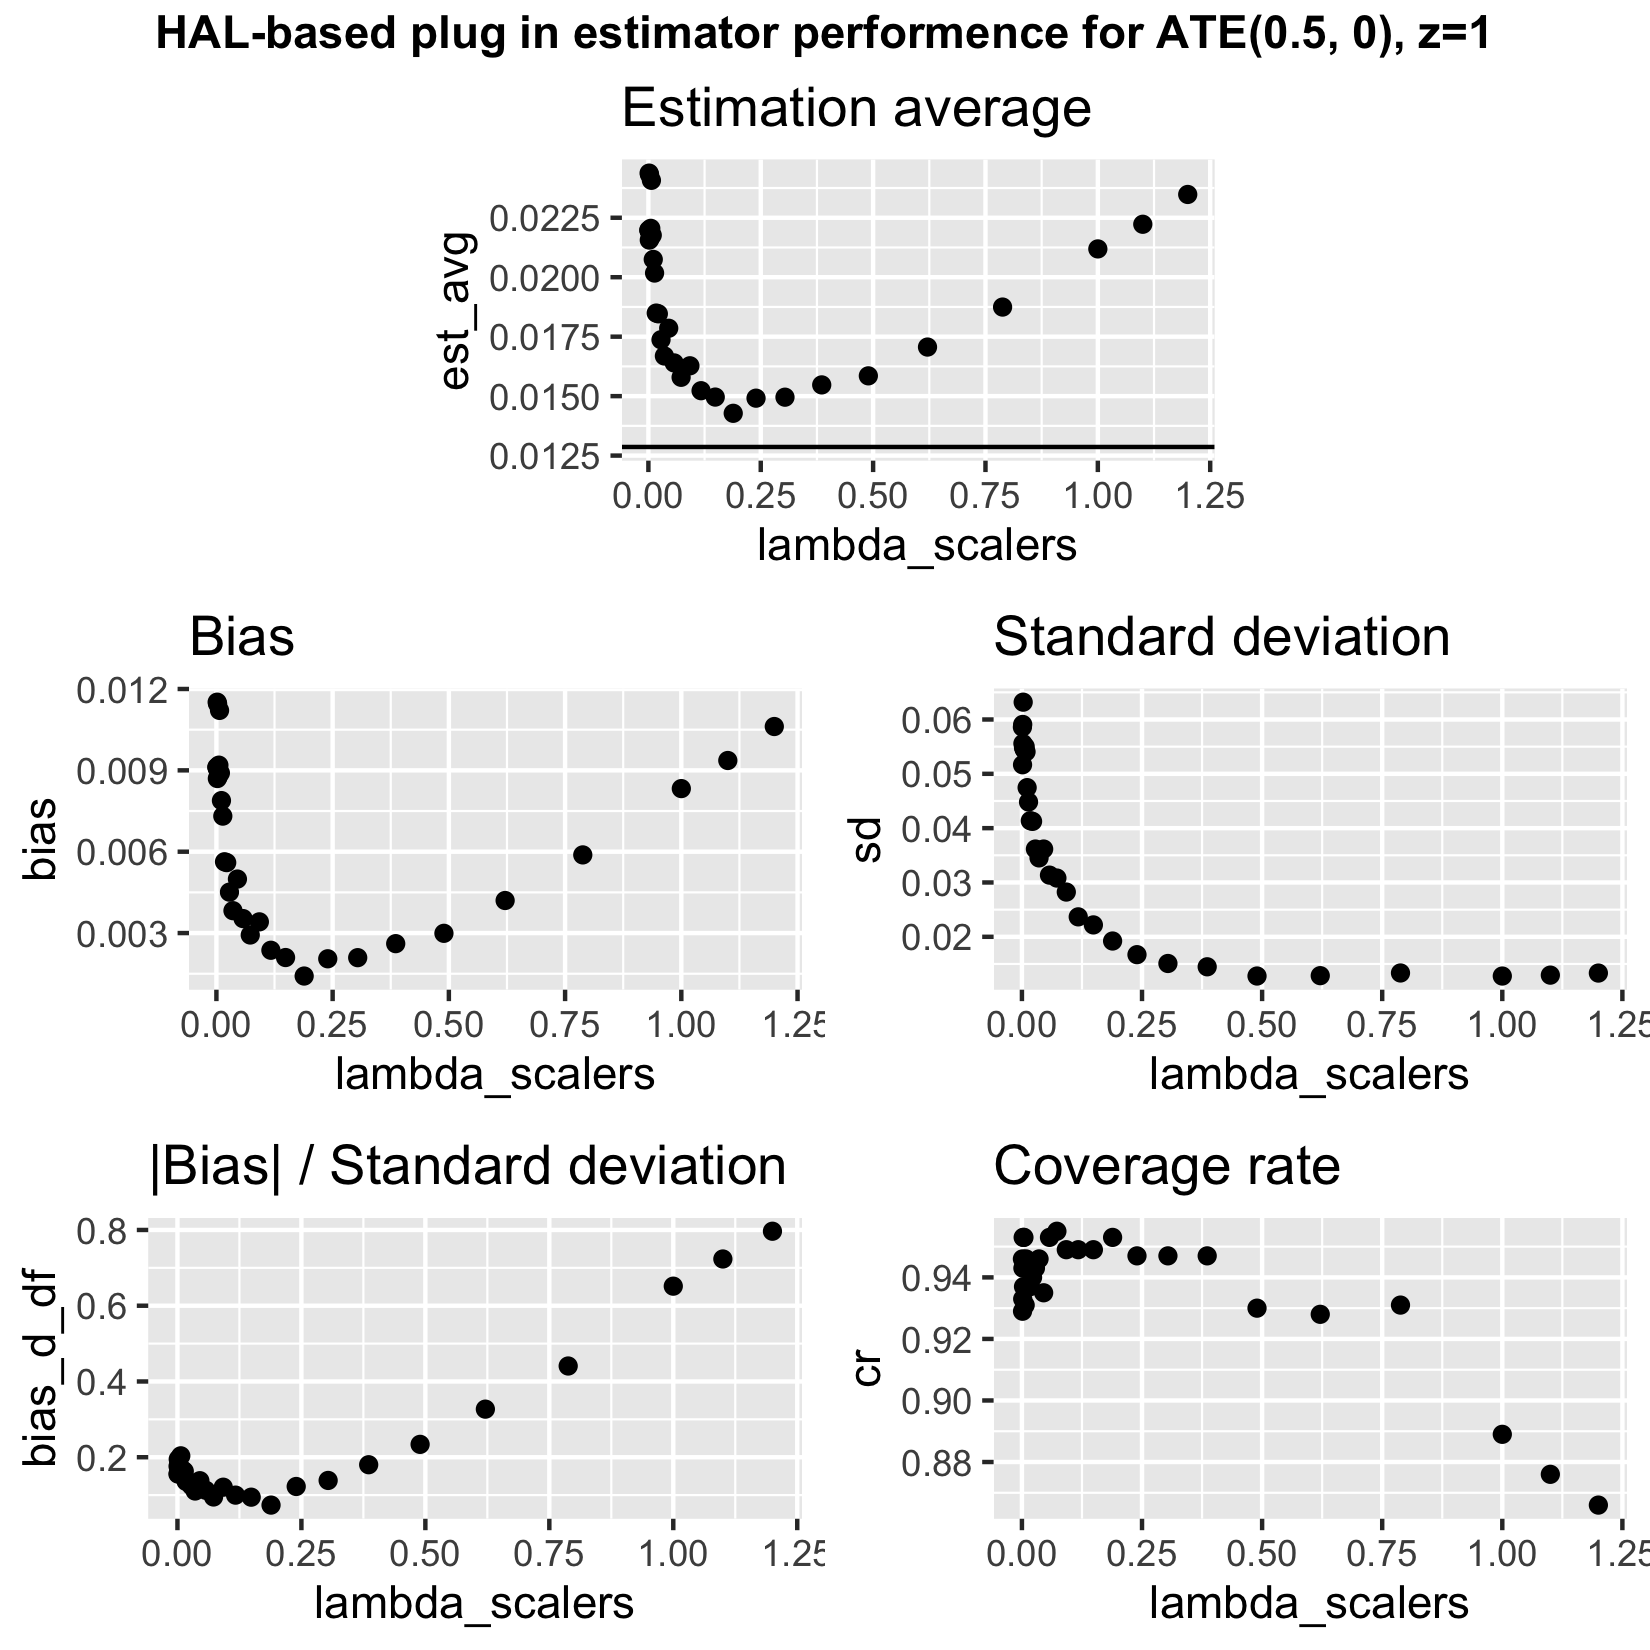 HAL-based plug in estimator performence for ATE(0.5, 0), z=1
Estimation average
est_avg
0.0225
0.0200
0.0175
0.0150
0.0125
0.00 0.25 0.50 0.75 1.00 1.25
lambda_scalers
Bias
bias
0.012
0.009
0.006
0.003
0.00 0.25 0.50 0.75 1.00 1.25
lambda_scalers
Standard deviation
sd
0.06
0.05
0.04
0.03
0.02
0.00 0.25 0.50 0.75 1.00 1.25
lambda_scalers
|Bias| / Standard deviation
bias_d_df
0.8
0.6
0.4
0.2
0.00 0.25 0.50 0.75 1.00 1.25
lambda_scalers
Coverage rate
cr
0.94
0.92
0.90
0.88
0.00 0.25 0.50 0.75 1.00 1.25
lambda_scalers